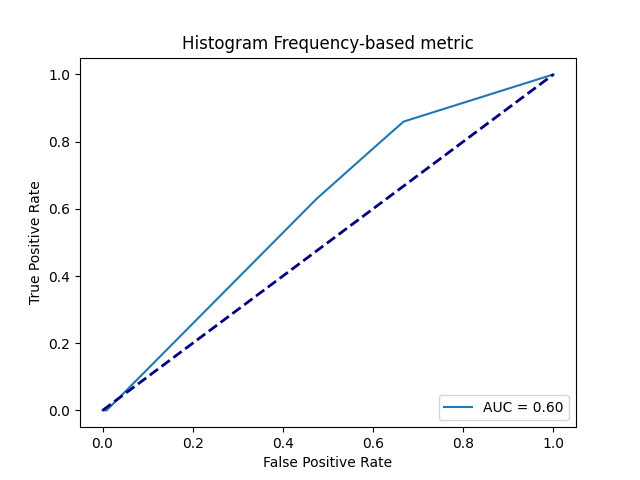 Histogram Frequency-based metric
1.0
0.8
0.6
0.4
0.2
0.0
True Positive Rate
0.0 0.2 0.4 0.6 0.8 1.0
False Positive Rate
AUC = 0.60